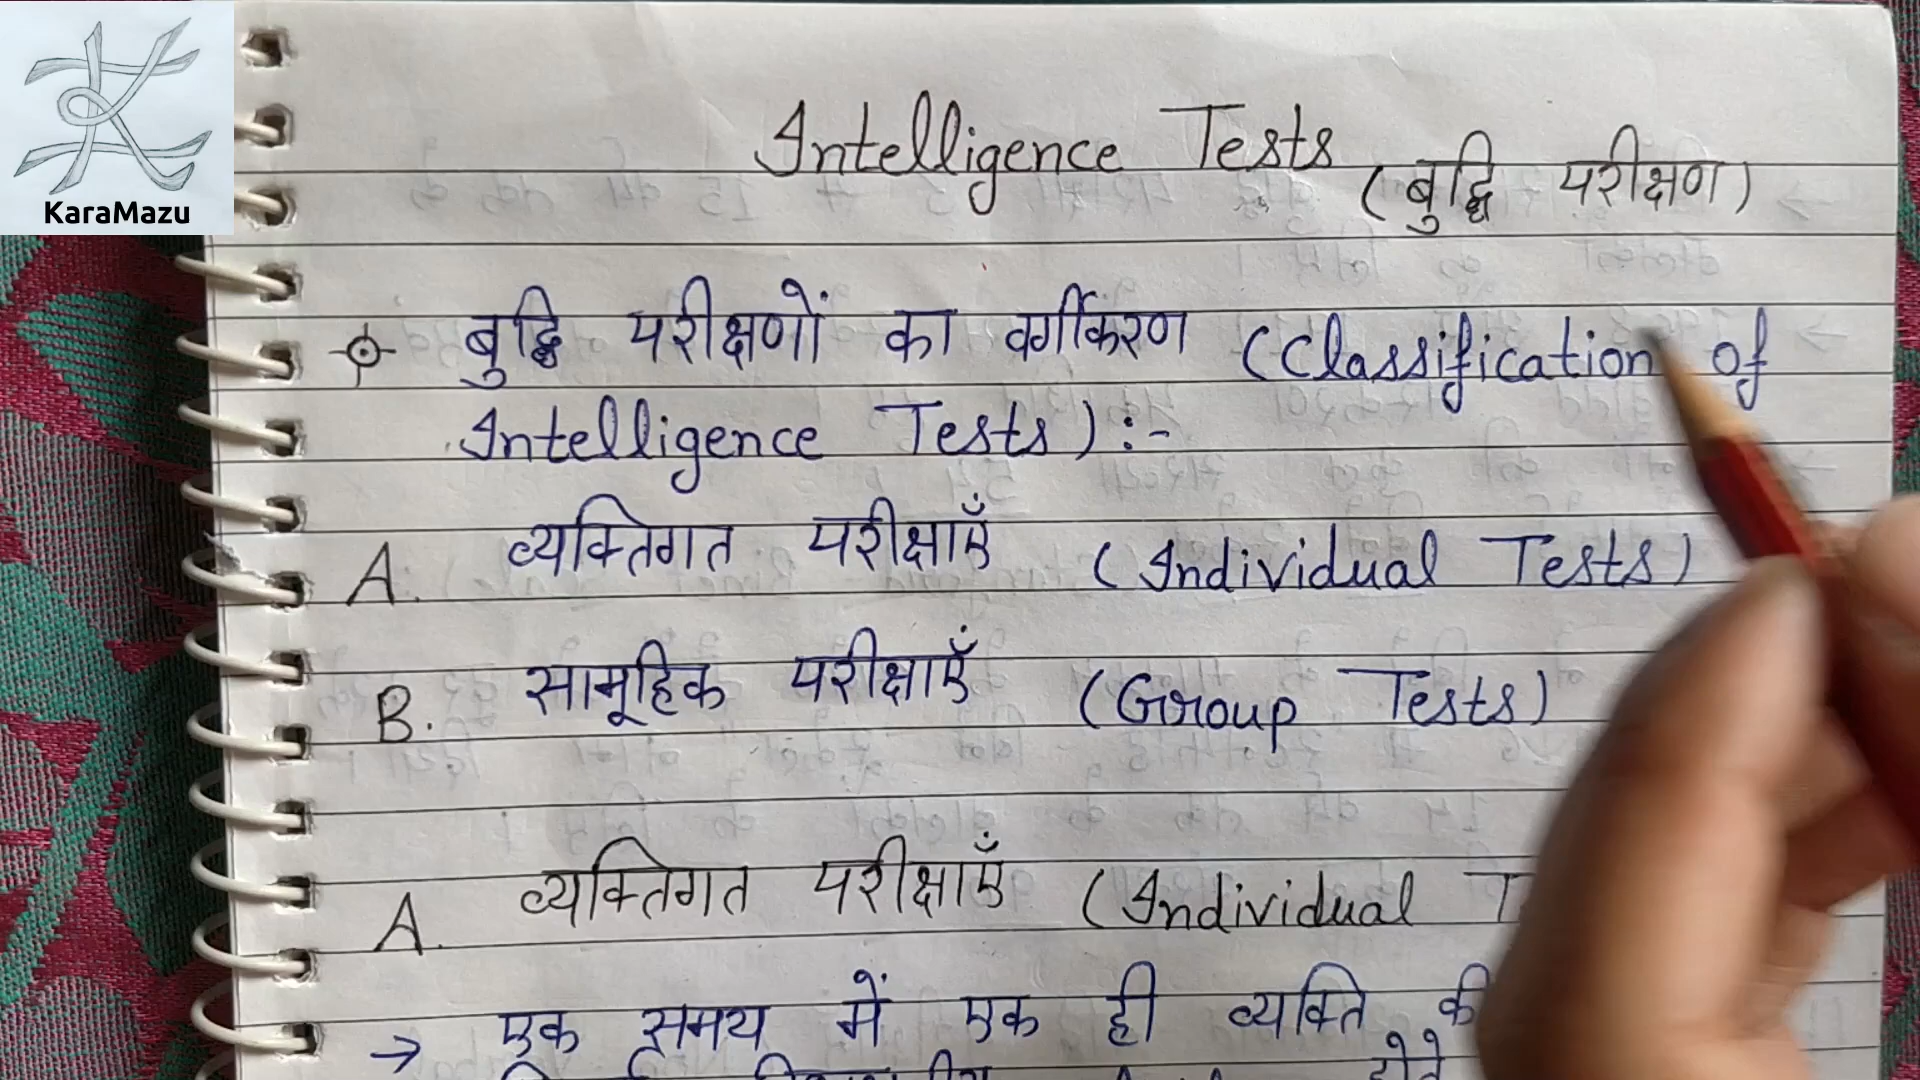 KaraMazu
Intelligence Tests (बुद्धि परीक्षण)
बुद्धि परीक्षणों का वर्गीकरण (Classification of
Intelligence Tests) :-
A. व्यक्तिगत परीक्षाएँ (Individual Tests)
B. सामूहिक परीक्षाएँ (Group Tests)
A. व्यक्तिगत परीक्षाएँ (Individual T
→ एक समय में एक ही व्यक्ति की